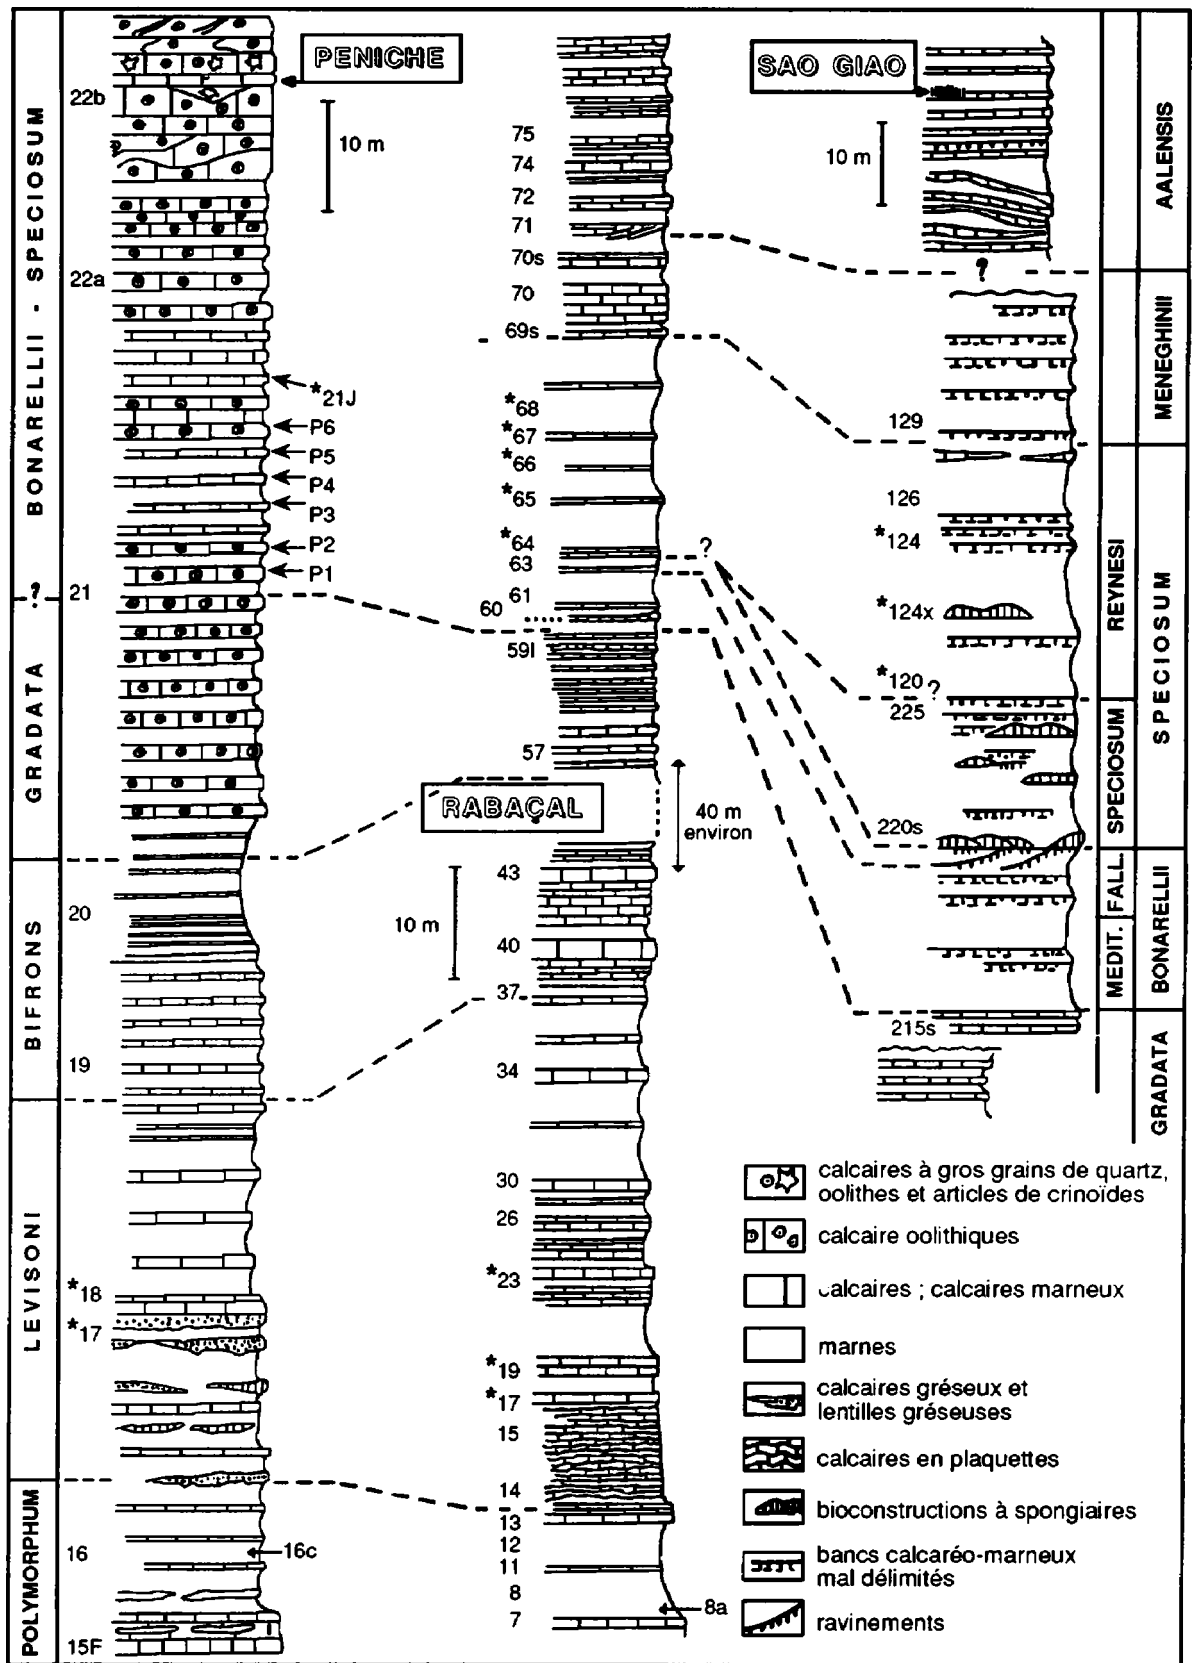 BONARELLII - SPECIOSUM
?
GRADATA
BIFRONS
LEVISONI
POLYMORPHUM
PENICHE
10 m
22b
22a
*21J
P6
P5
P4
P3
P2
P1
21
20
19
*18
*17
16
16c
15F
RABAÇAL
10 m
40 m
environ
75
74
72
71
70s
70
69s
*68
*67
*66
*65
*64
?
63
61
60
59I
57
43
40
37
34
30
26
*23
*19
*17
15
14
13
12
11
8
8a
7
SAO GIAO
10 m
?
129
126
*124
*124x
*120
?
225
220s
215s
AALENSIS
MENEGHINII
REYNESI
SPECIOSUM
SPECIOSUM
FALL.
MEDIT.
BONARELLII
GRADATA
calcaires à gros grains de quartz,
oolithes et articles de crinoïdes
calcaire oolithiques
calcaires ; calcaires marneux
marnes
calcaires gréseux et
lentilles gréseuses
calcaires en plaquettes
bioconstructions à spongiaires
bancs calcaréo-marneux
mal délimités
ravinements